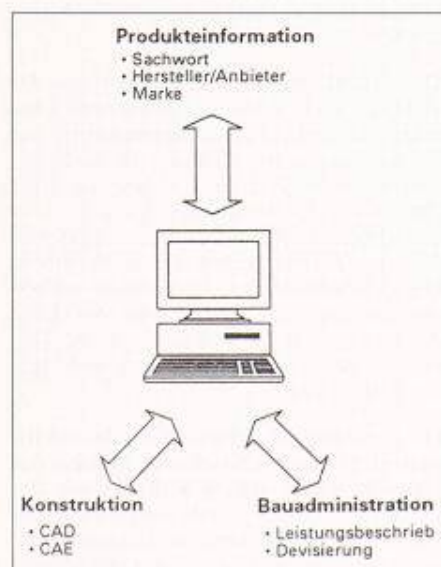 Produkteinformation
• Sachwort
• Hersteller/Anbieter
• Marke
Konstruktion
• CAD
• CAE
Bauadministration
• Leistungsbeschrieb
• Devisierung